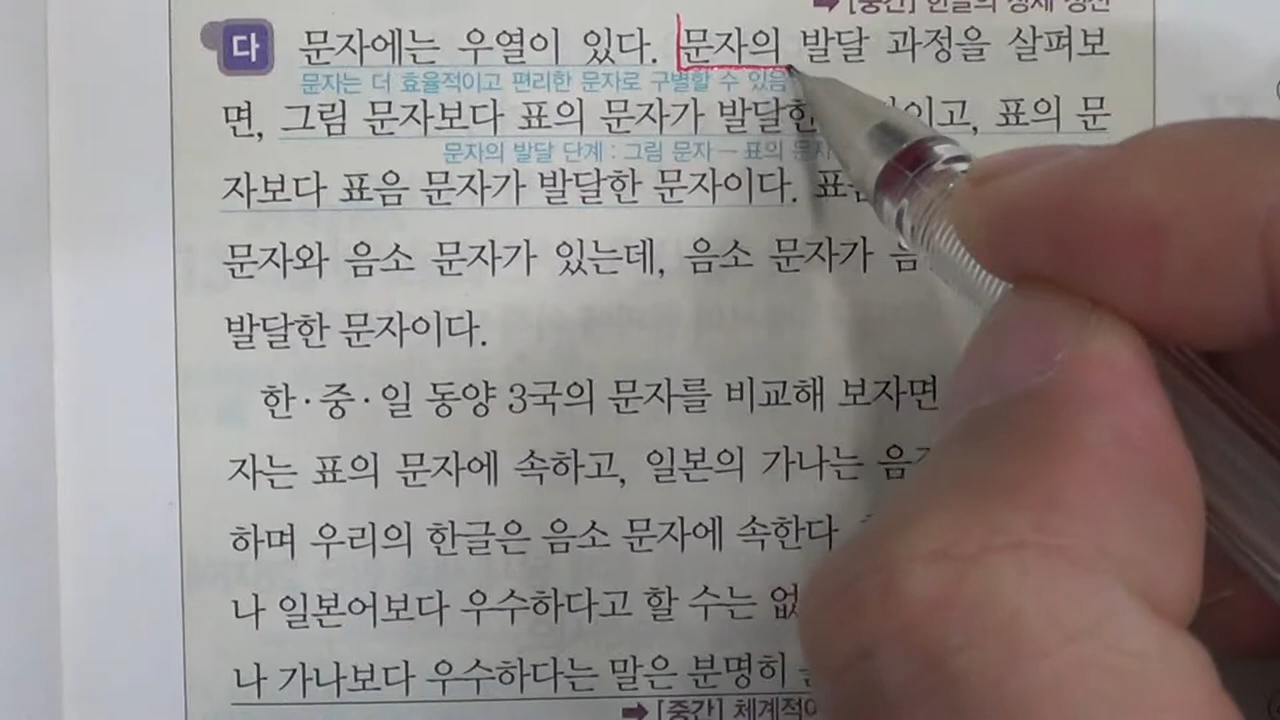 ➡ [중간] 한글의
다 문자에는 우열이 있다. 문자의 발달 과정을 살펴보
문자는 더 효율적이고 편리한 문자로 구별할 수 있음
면, 그림 문자보다 표의 문자가 발달한 표의 문
문자의 발달 단계 : 그림 문자 – 표의 문자
자보다 표음 문자가 발달한 문자이다.
문자와 음소 문자가 있는데, 음소 문자가
발달한 문자이다.
한·중·일 동양 3국의 문자를 비교해 보자면
자는 표의 문자에 속하고, 일본의 가나는
하며 우리의 한글은 음소 문자에 속한다
나 일본어보다 우수하다고 할 수는
나 가나보다 우수하다는 말은 분명히
➡ [중간]